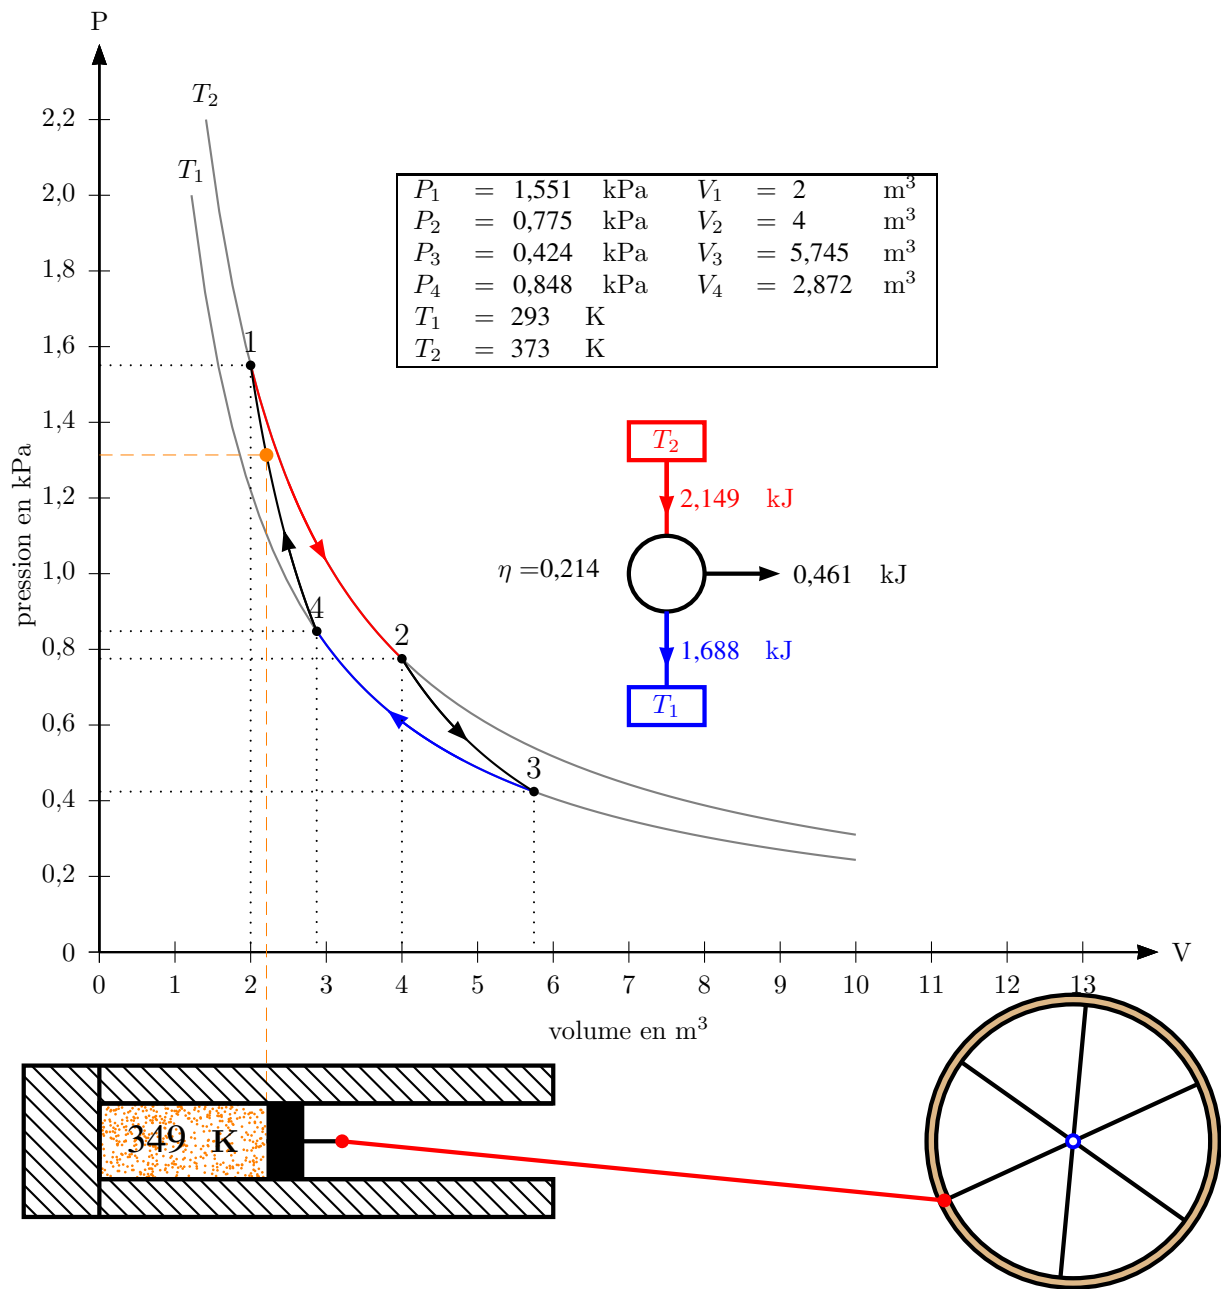 P
T₂
2,2
T₁
2,0
P₁ = 1,551 kPa V₁ = 2 m³
P₂ = 0,775 kPa V₂ = 4 m³
P₃ = 0,424 kPa V₃ = 5,745 m³
P₄ = 0,848 kPa V₄ = 2,872 m³
T₁ = 293 K
T₂ = 373 K
1,8
1,6
1
1,4
T₂
pression en kPa
1,2
2,149 kJ
1,0
η =0,214
0,461 kJ
4
0,8
2
1,688 kJ
T₁
0,6
3
0,4
0,2
0
V
0 1 2 3 4 5 6 7 8 9 10 11 12 13
volume en m³
349 K